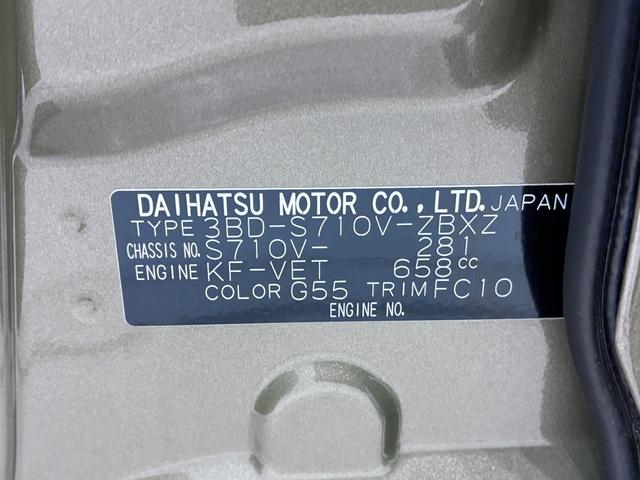 DAIHATSU MOTOR CO., LTD. JAPAN
TYPE 3BD-S710V-ZBXZ
CHASSIS NO. S710V- 281
ENGINE KF-VET 658cc
COLOR G55 TRIM FC10
ENGINE NO.